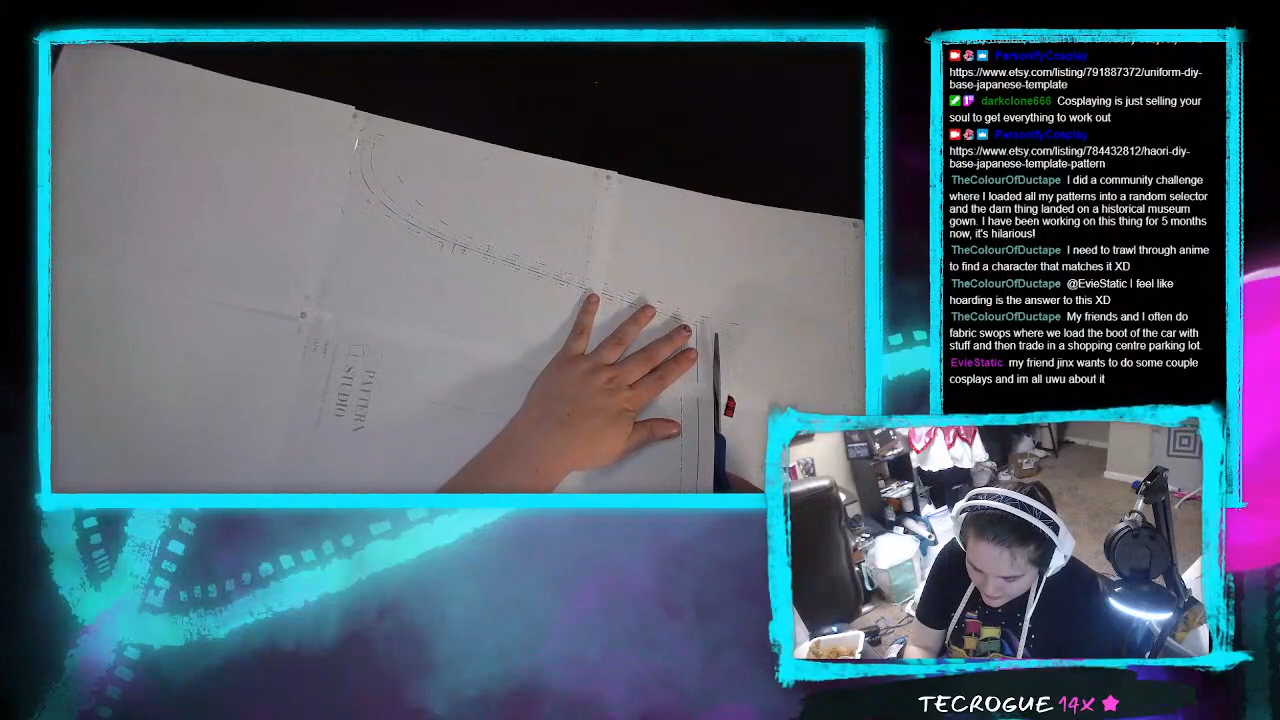 PersonifyCosplay
https://www.etsy.com/listing/791887372/uniform-diy-
base-japanese-template
darkclone666 Cosplaying is just selling your
soul to get everything to work out
PersonifyCosplay
https://www.etsy.com/listing/784432812/haori-diy-
base-japanese-template-pattern
TheColourOfDuctape I did a community challenge
where I loaded all my patterns into a random selector
and the darn thing landed on a historical museum
gown. I have been working on this thing for 5 months
now, it's hilarious!
TheColourOfDuctape I need to trawl through anime
to find a character that matches it XD
TheColourOfDuctape @EvieStatic I feel like
hoarding is the answer to this XD
TheColourOfDuctape My friends and I often do
fabric swops where we load the boot of the car with
stuff and then trade in a shopping centre parking lot.
EvieStatic my friend jinx wants to do some couple
cosplays and im all uwu about it
PATTERN
STUDIO
TECROGUE 14X